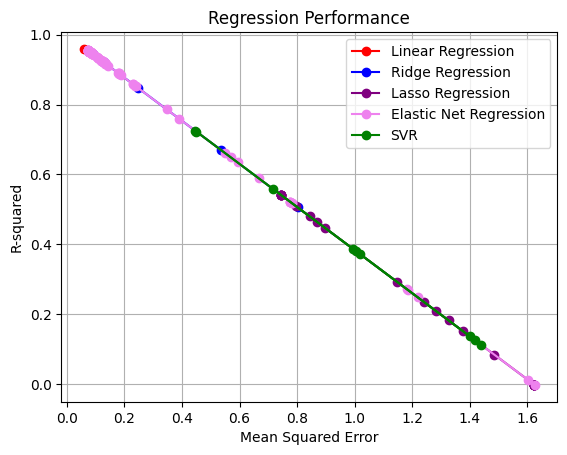 Regression Performance
Linear Regression
Ridge Regression
Lasso Regression
Elastic Net Regression
SVR
R-squared
1.0
0.8
0.6
0.4
0.2
0.0
0.0 0.2 0.4 0.6 0.8 1.0 1.2 1.4 1.6
Mean Squared Error